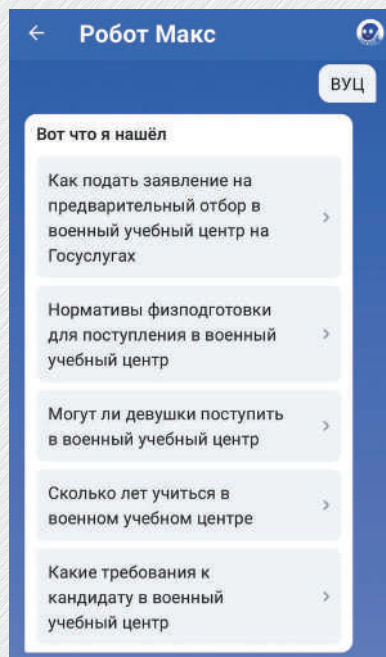 Робот Макс
ВУЦ
Вот что я нашёл
Как подать заявление на
предварительный отбор в
военный учебный центр на
Госуслугах
Нормативы физподготовки
для поступления в военный
учебный центр
Могут ли девушки поступить
в военный учебный центр
Сколько лет учиться в
военном учебном центре
Какие требования к
кандидату в военный
учебный центр